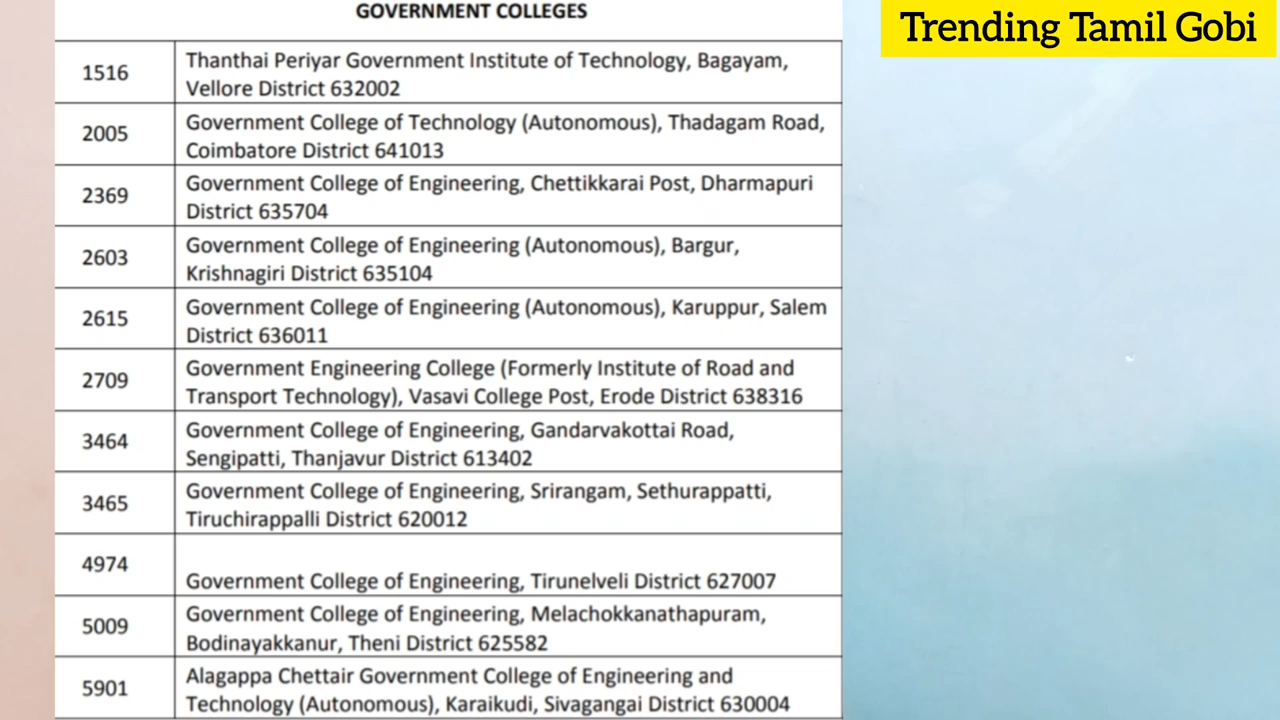 GOVERNMENT COLLEGES
Trending Tamil Gobi
1516
Thanthai Periyar Government Institute of Technology, Bagayam,
Vellore District 632002
2005
Government College of Technology (Autonomous), Thadagam Road,
Coimbatore District 641013
2369
Government College of Engineering, Chettikkarai Post, Dharmapuri
District 635704
2603
Government College of Engineering (Autonomous), Bargur,
Krishnagiri District 635104
2615
Government College of Engineering (Autonomous), Karuppur, Salem
District 636011
2709
Government Engineering College (Formerly Institute of Road and
Transport Technology), Vasavi College Post, Erode District 638316
3464
Government College of Engineering, Gandarvakottai Road,
Sengipatti, Thanjavur District 613402
3465
Government College of Engineering, Srirangam, Sethurappatti,
Tiruchirappalli District 620012
4974
Government College of Engineering, Tirunelveli District 627007
5009
Government College of Engineering, Melachokkanathapuram,
Bodinayakkanur, Theni District 625582
5901
Alagappa Chettair Government College of Engineering and
Technology (Autonomous), Karaikudi, Sivagangai District 630004